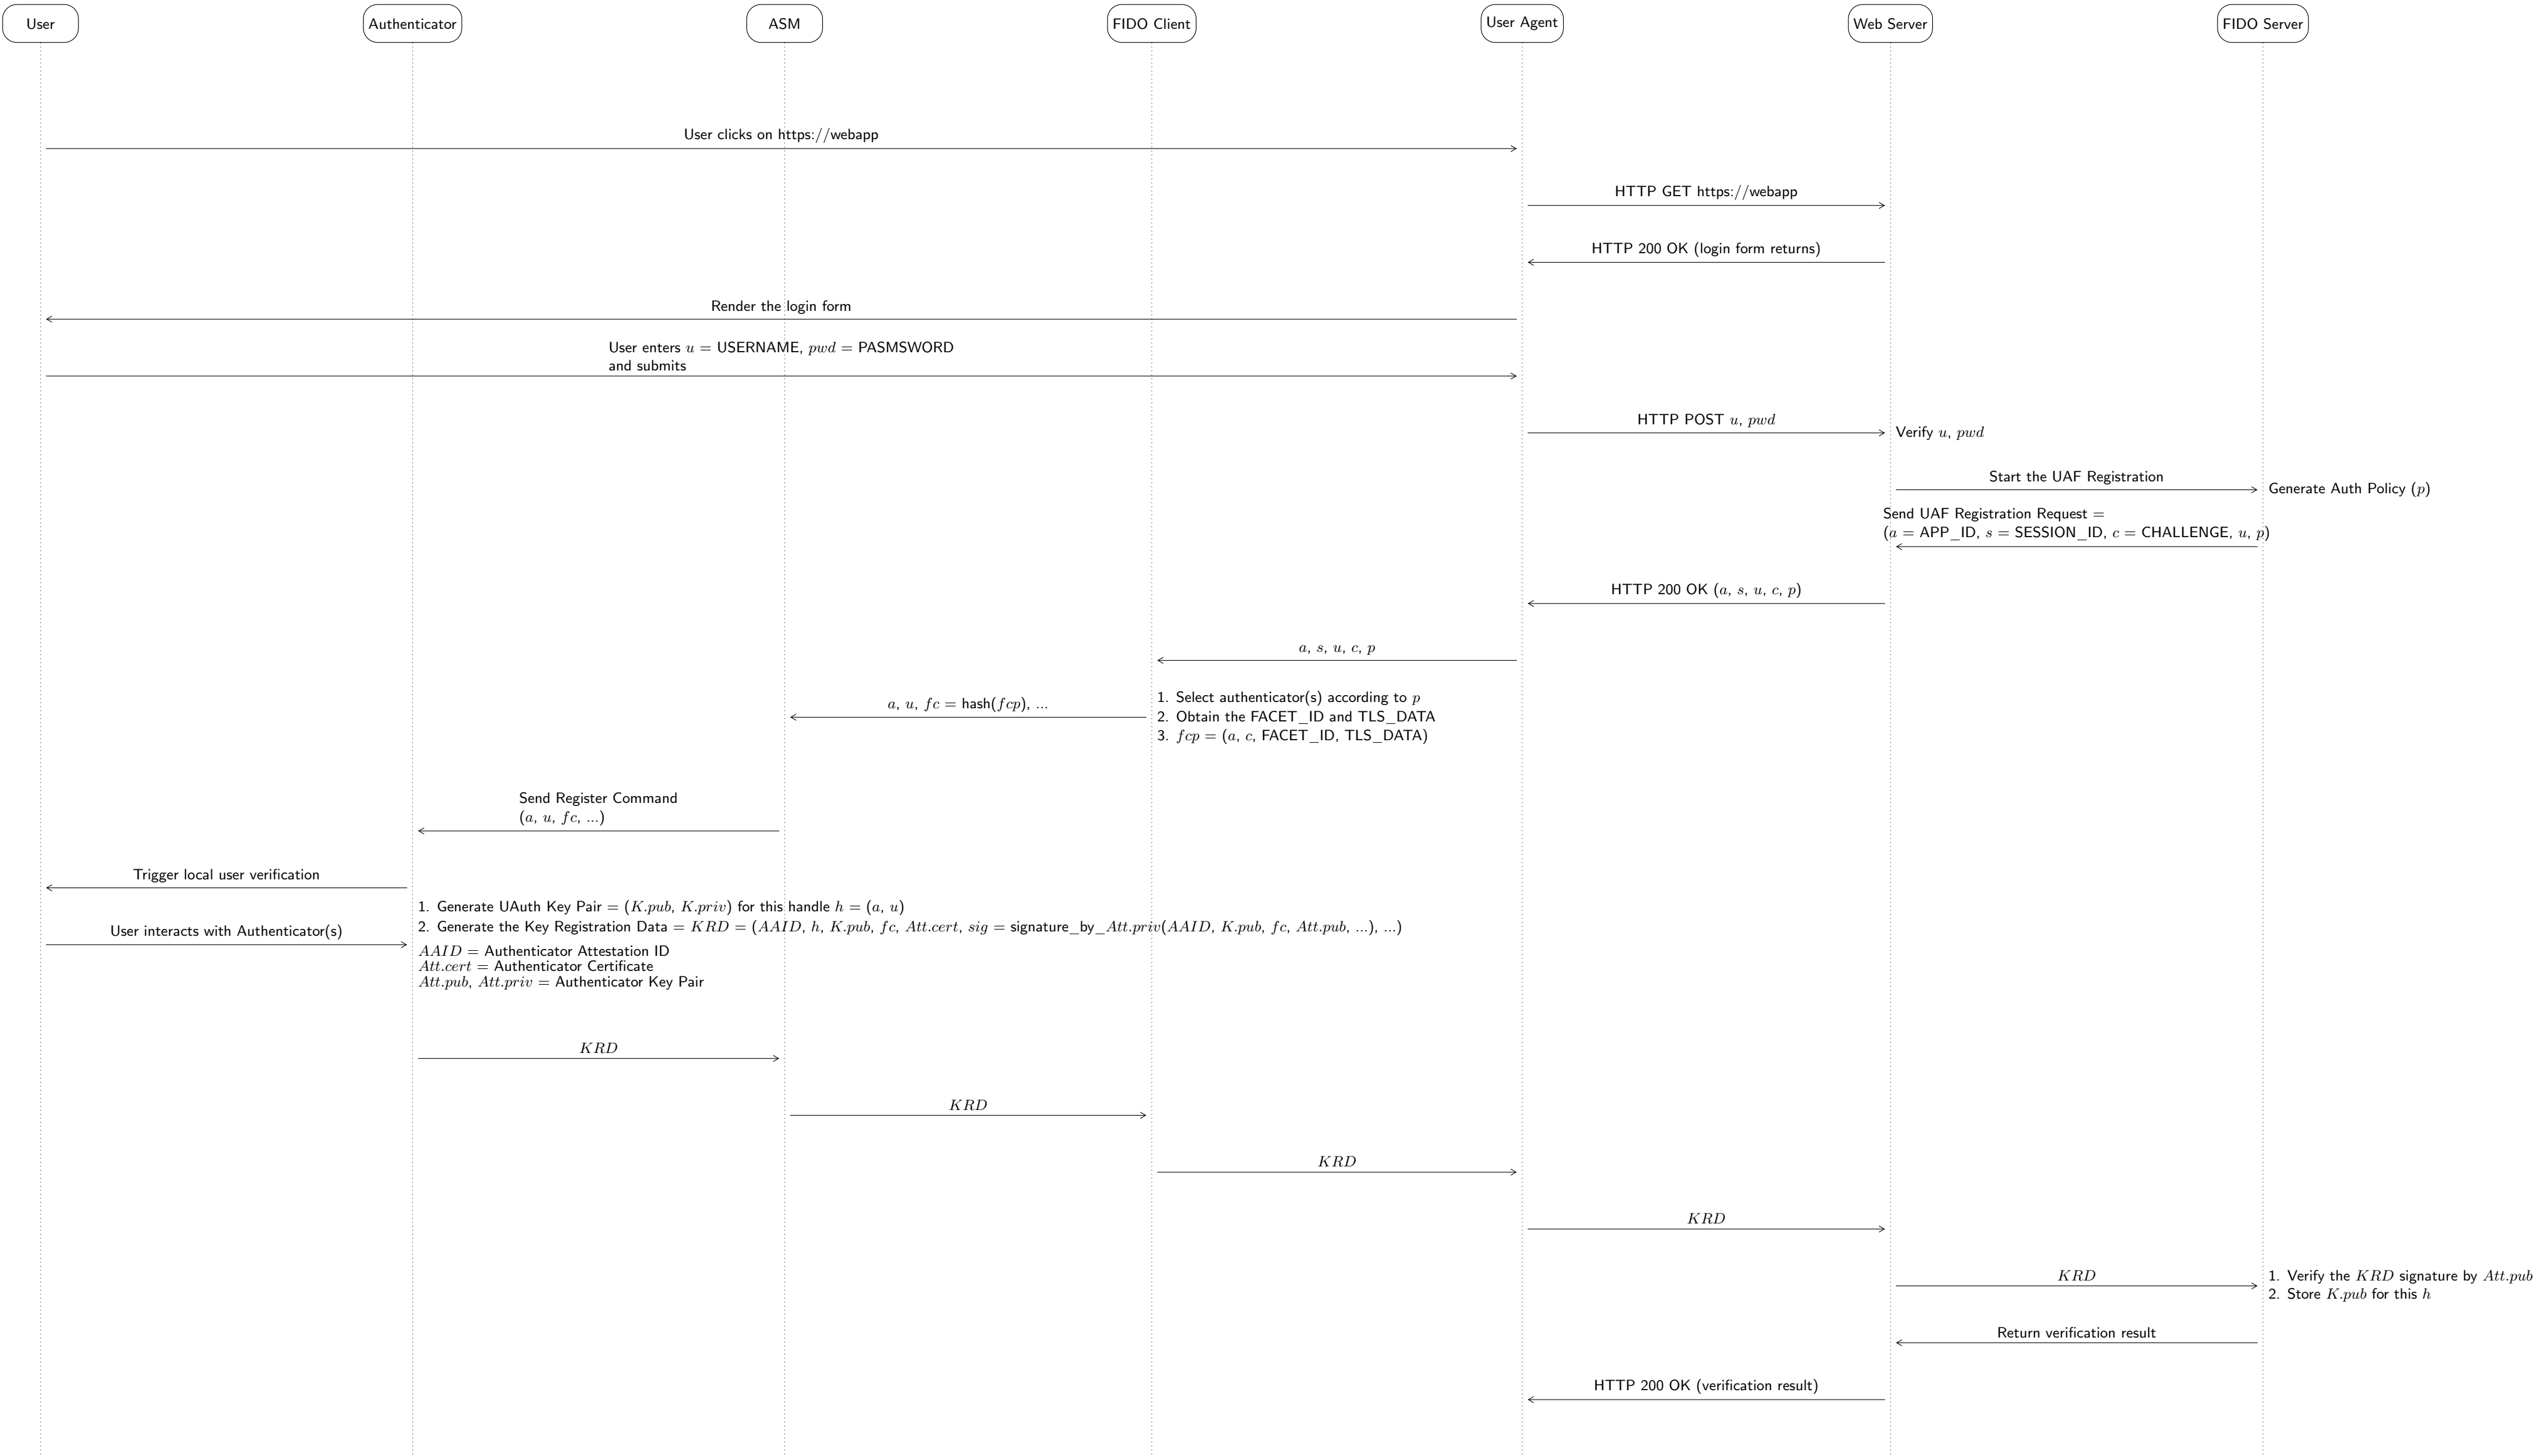 User
Authenticator
ASM
FIDO Client
User Agent
Web Server
FIDO Server
User clicks on https://webapp
HTTP GET https://webapp
HTTP 200 OK (login form returns)
Render the login form
User enters u = USERNAME, pwd = PASMSWORD
and submits
HTTP POST u, pwd
Verify u, pwd
Start the UAF Registration
Generate Auth Policy (p)
Send UAF Registration Request =
(a = APP_ID, s = SESSION_ID, c = CHALLENGE, u, p)
HTTP 200 OK (a, s, u, c, p)
a, s, u, c, p
a, u, fc = hash(fcp), ...
1. Select authenticator(s) according to p
2. Obtain the FACET_ID and TLS_DATA
3. fcp = (a, c, FACET_ID, TLS_DATA)
Send Register Command
(a, u, fc, ...)
Trigger local user verification
1. Generate UAuth Key Pair = (K.pub, K.priv) for this handle h = (a, u)
2. Generate the Key Registration Data = KRD = (AAID, h, K.pub, fc, Att.cert, sig = signature_by_Att.priv(AAID, K.pub, fc, Att.pub, ...), ...)
User interacts with Authenticator(s)
AAID = Authenticator Attestation ID
Att.cert = Authenticator Certificate
Att.pub, Att.priv = Authenticator Key Pair
KRD
KRD
KRD
KRD
KRD
1. Verify the KRD signature by Att.pub
2. Store K.pub for this h
Return verification result
HTTP 200 OK (verification result)